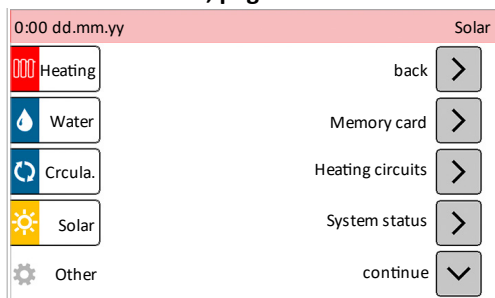 0:00 dd.mm.yy Solar
Heating back
Water Memory card
Crcula. Heating circuits
Solar System status
Other continue